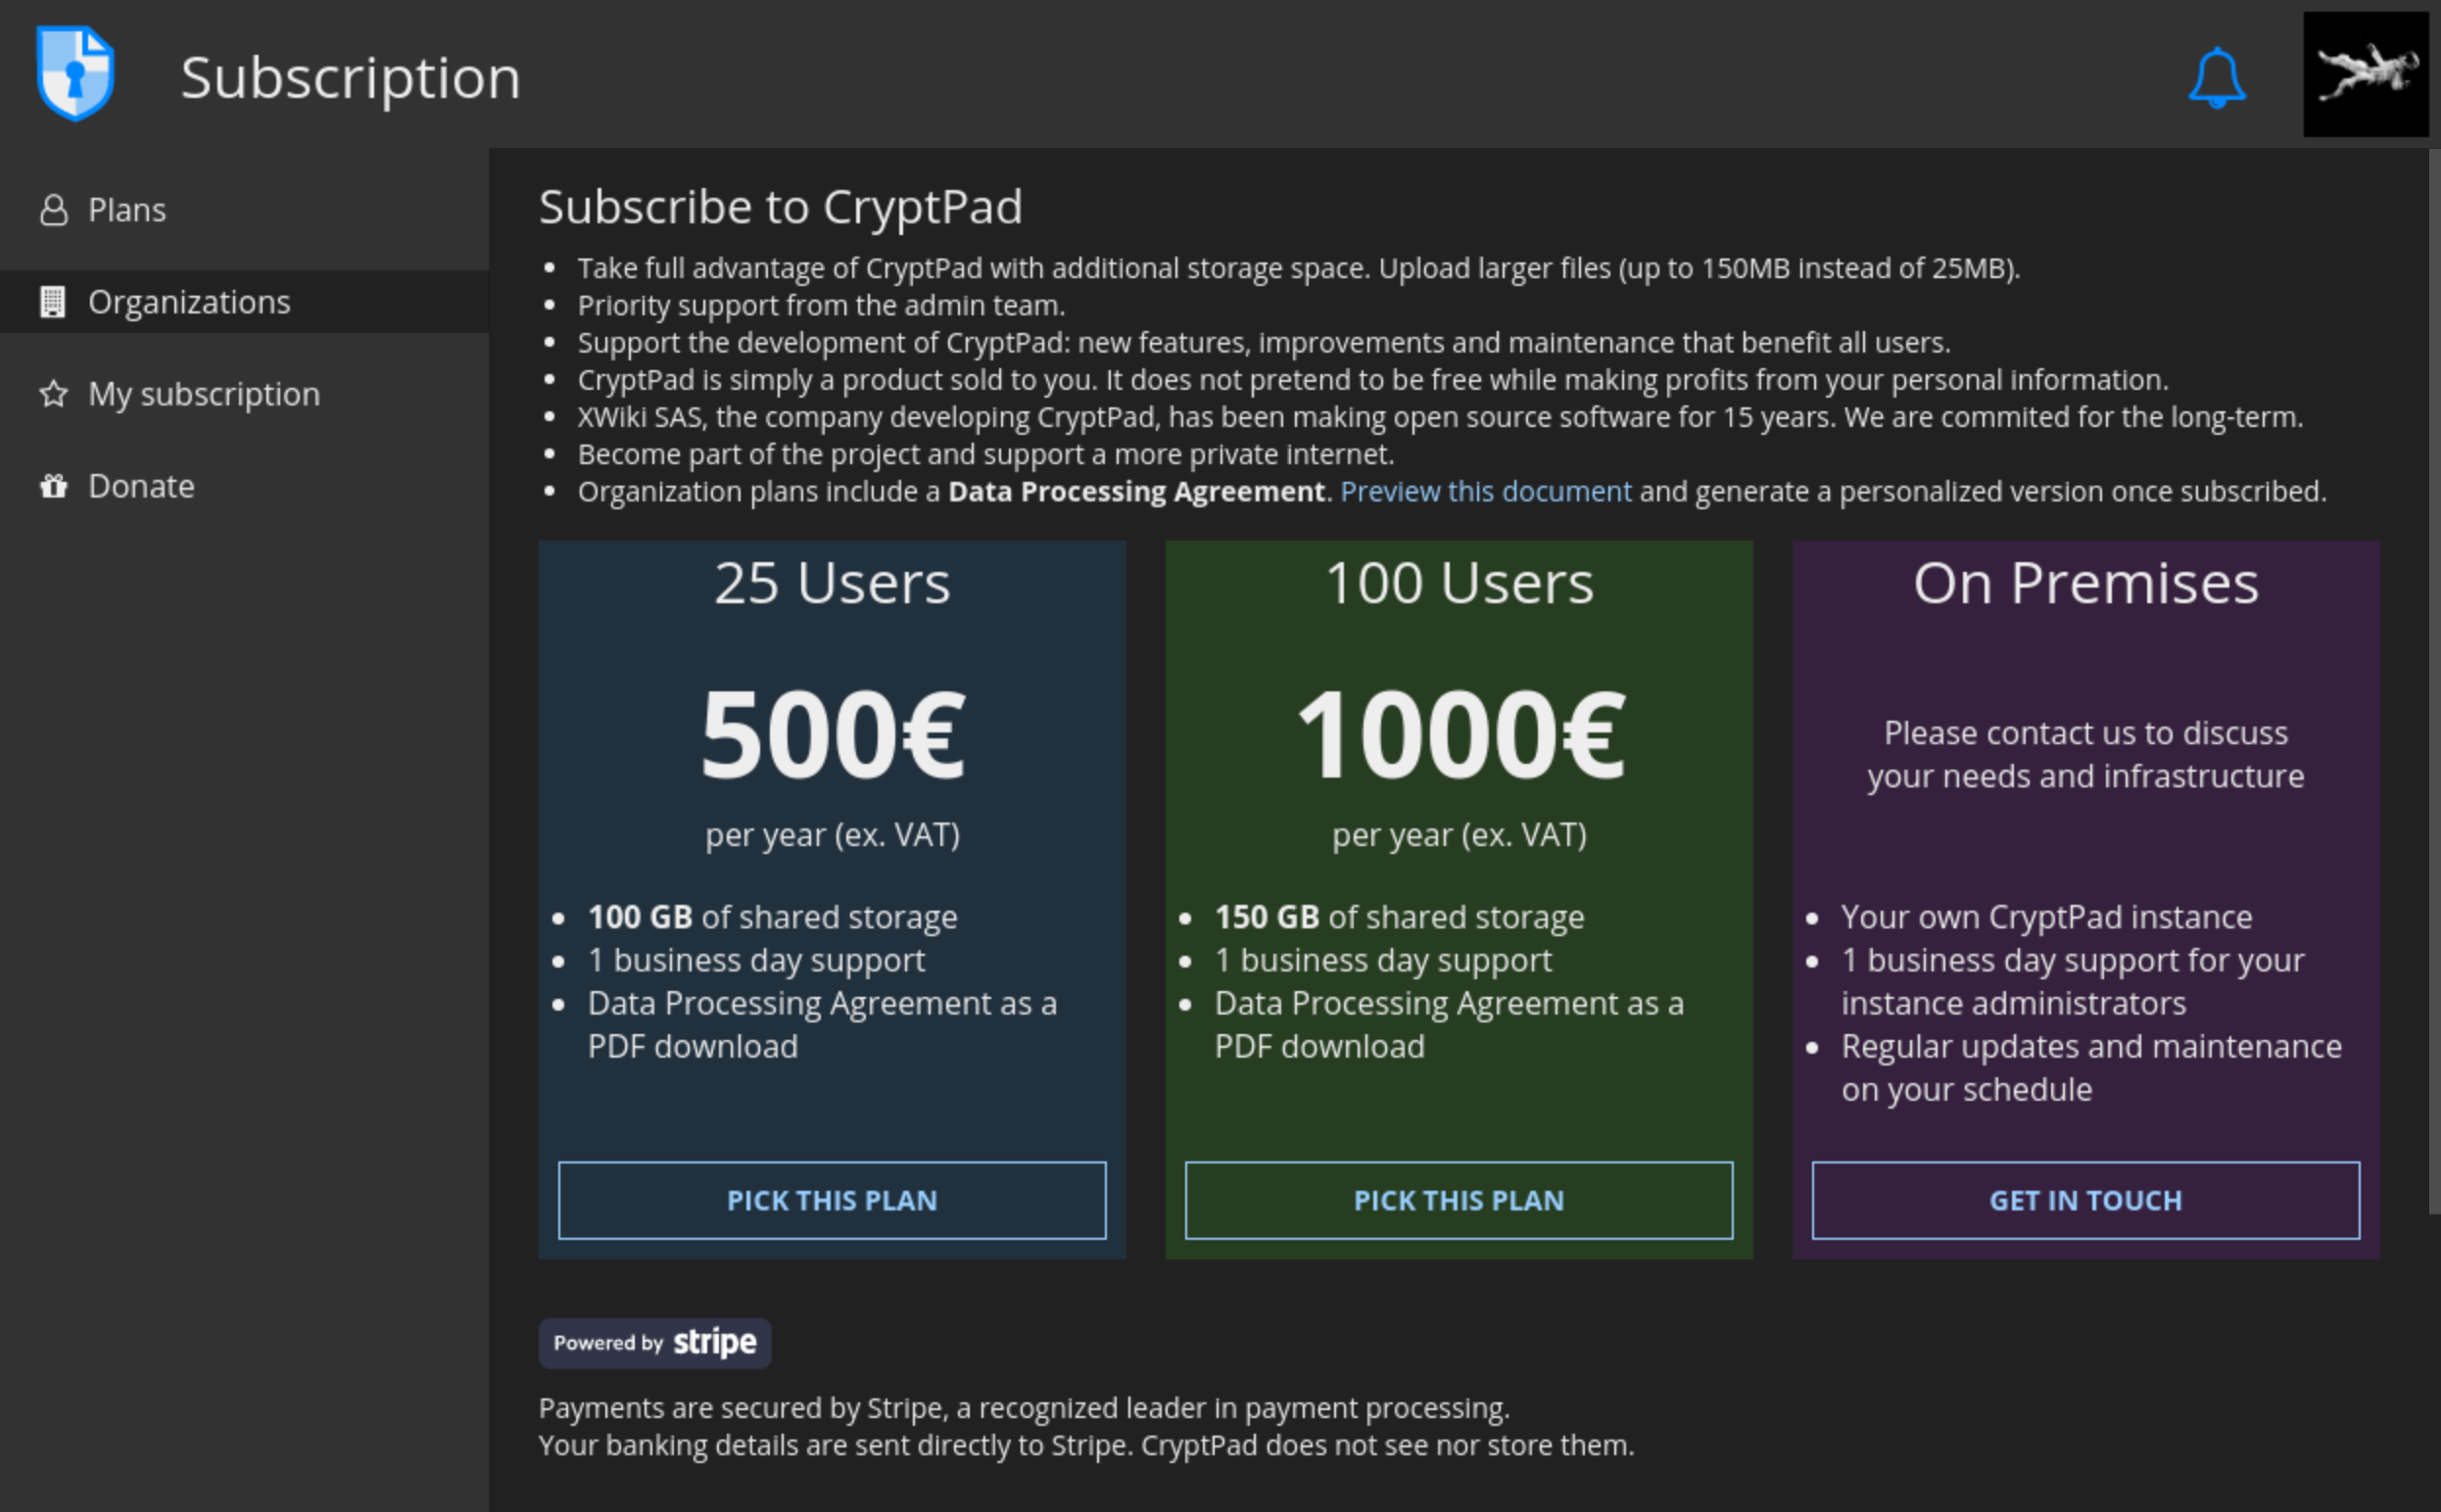 Subscription
Plans
Organizations
My subscription
Donate
Subscribe to CryptPad
• Take full advantage of CryptPad with additional storage space. Upload larger files (up to 150MB instead of 25MB).
• Priority support from the admin team.
• Support the development of CryptPad: new features, improvements and maintenance that benefit all users.
• CryptPad is simply a product sold to you. It does not pretend to be free while making profits from your personal information.
• XWiki SAS, the company developing CryptPad, has been making open source software for 15 years. We are commited for the long-term.
• Become part of the project and support a more private internet.
• Organization plans include a Data Processing Agreement. Preview this document and generate a personalized version once subscribed.
25 Users
500€
per year (ex. VAT)
• 100 GB of shared storage
• 1 business day support
• Data Processing Agreement as a
PDF download
PICK THIS PLAN
100 Users
1000€
per year (ex. VAT)
• 150 GB of shared storage
• 1 business day support
• Data Processing Agreement as a
PDF download
PICK THIS PLAN
On Premises
Please contact us to discuss
your needs and infrastructure
• Your own CryptPad instance
• 1 business day support for your
instance administrators
• Regular updates and maintenance
on your schedule
GET IN TOUCH
Powered by stripe
Payments are secured by Stripe, a recognized leader in payment processing.
Your banking details are sent directly to Stripe. CryptPad does not see nor store them.